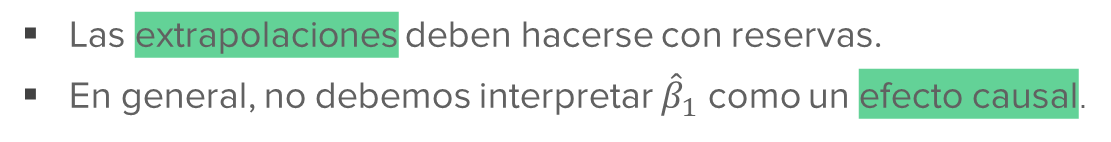 ▪ Las extrapolaciones deben hacerse con reservas.
▪ En general, no debemos interpretar β̂₁ como un efecto causal.